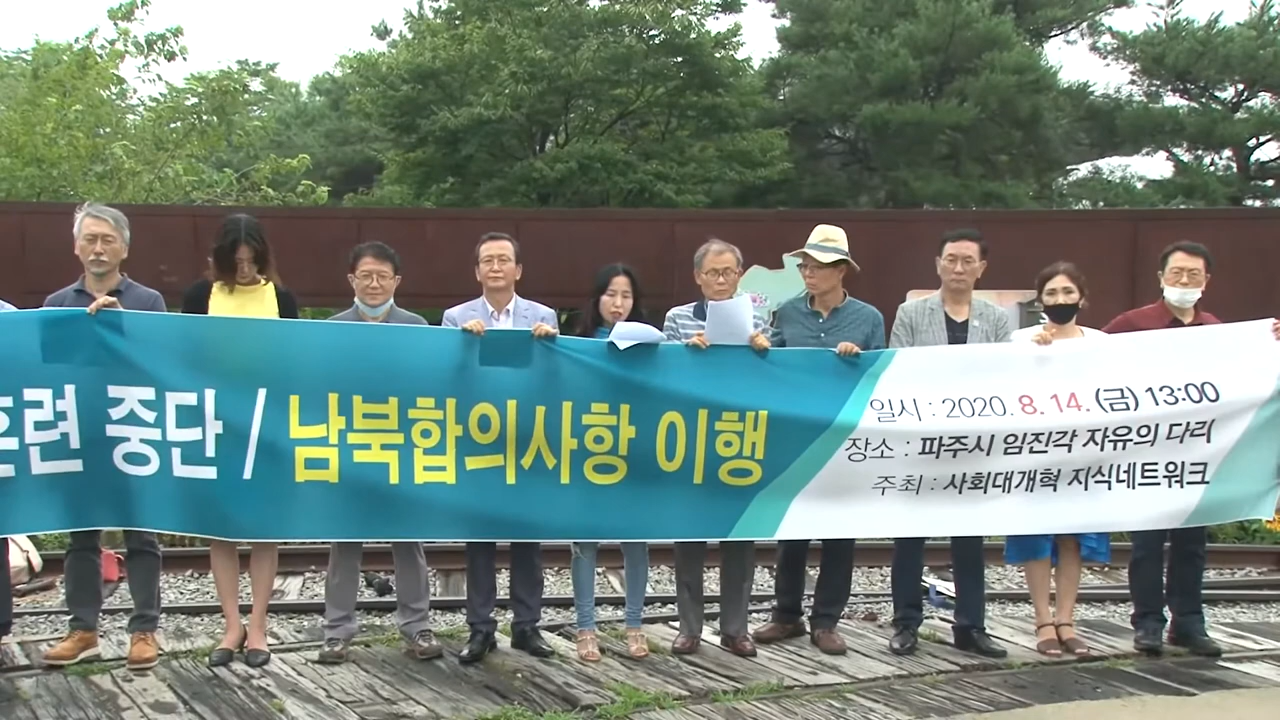 훈련 중단 / 남북합의사항 이행
일시 : 2020. 8. 14. (금) 13:00
장소 : 파주시 임진각 자유의 다리
주최 : 사회대개혁 지식네트워크